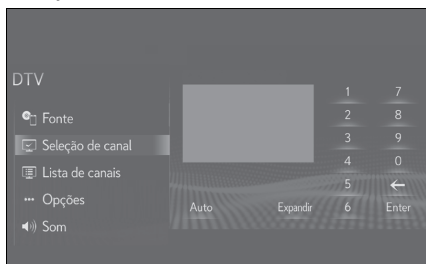 DTV
Fonte
Seleção de canal
Lista de canais
Opções
Som
Auto
Expandir
1 7
2 8
3 9
4 0
5 ←
6 Enter